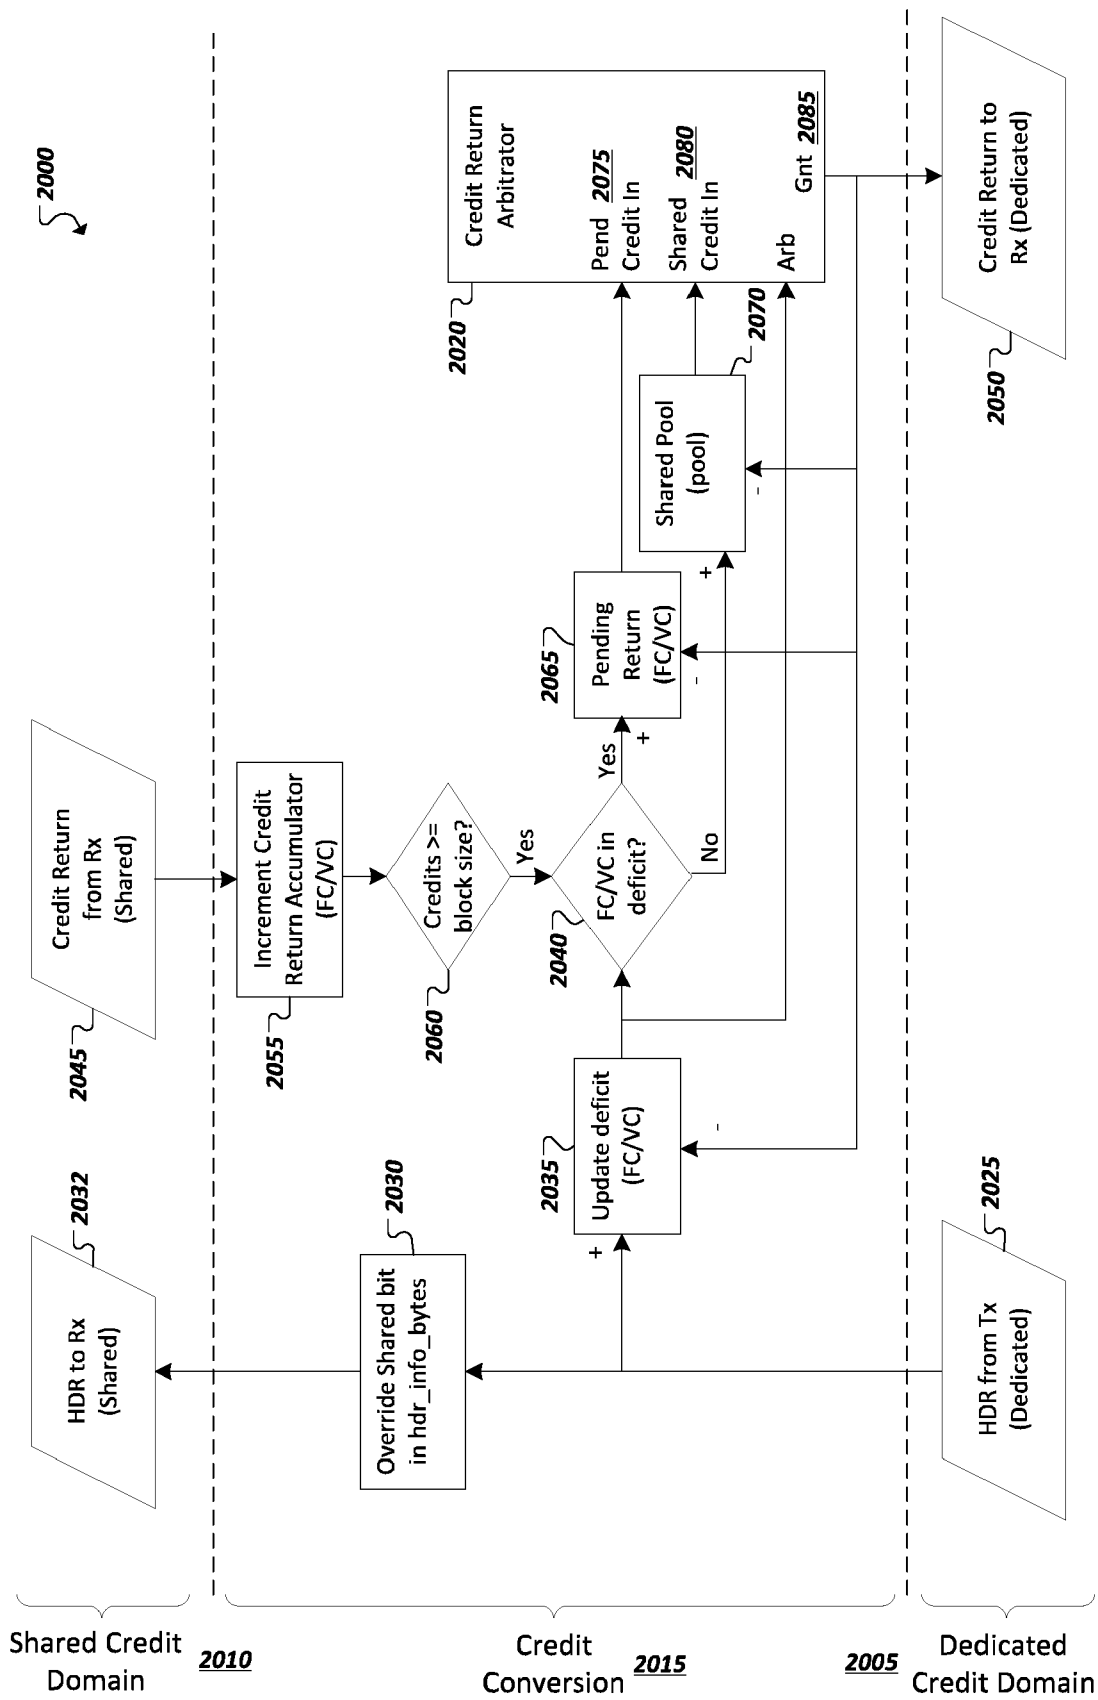 2000
Shared Credit
Domain
2010
HDR to Rx
(Shared)
2032
Credit Return
from Rx
(Shared)
2045
Credit
Conversion
2015
Override Shared bit
in hdr_info_bytes
2030
Increment Credit
Return Accumulator
(FC/VC)
2055
Credits >=
block size?
2060
Yes
Update deficit
(FC/VC)
2035
+
-
FC/VC in
deficit?
2040
Yes
No
+
Pending
Return
(FC/VC)
2065
-
+
Shared Pool
(pool)
2070
-
Credit Return
Arbitrator
2020
Pend
Credit In
2075
Shared
Credit In
2080
Arb
Gnt 2085
Dedicated
Credit Domain
2005
HDR from Tx
(Dedicated)
2025
Credit Return to
Rx (Dedicated)
2050